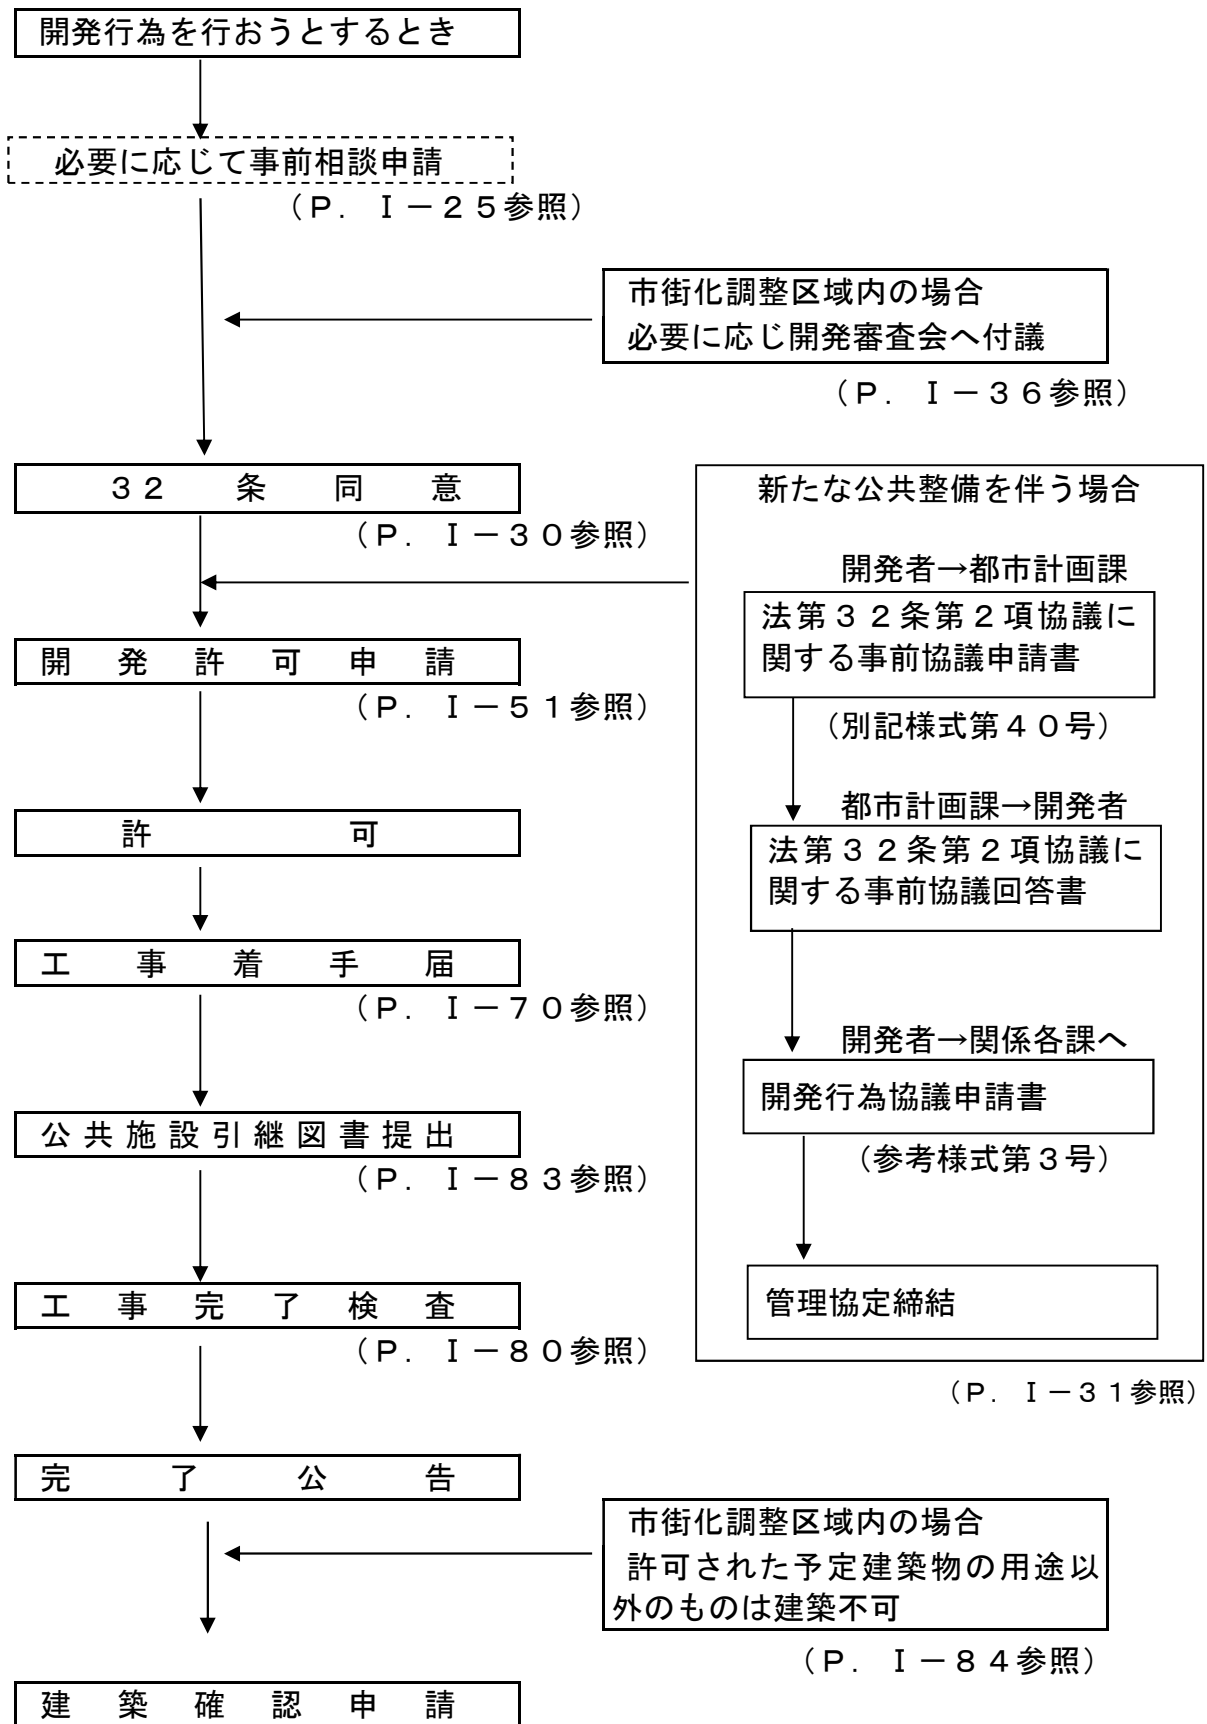 開発行為を行おうとするとき
必要に応じて事前相談申請
（Ｐ．Ⅰ－２５参照）
市街化調整区域内の場合
必要に応じ開発審査会へ付議
（Ｐ．Ⅰ－３６参照）
３２条同意
（Ｐ．Ⅰ－３０参照）
開発許可申請
（Ｐ．Ⅰ－５１参照）
許可
工事着手届
（Ｐ．Ⅰ－７０参照）
公共施設引継図書提出
（Ｐ．Ⅰ－８３参照）
工事完了検査
（Ｐ．Ⅰ－８０参照）
完了公告
新たな公共整備を伴う場合
開発者→都市計画課
法第３２条第２項協議に
関する事前協議申請書
（別記様式第４０号）
都市計画課→開発者
法第３２条第２項協議に
関する事前協議回答書
開発者→関係各課へ
開発行為協議申請書
（参考様式第３号）
管理協定締結
（Ｐ．Ⅰ－３１参照）
市街化調整区域内の場合
許可された予定建築物の用途以
外のものは建築不可
（Ｐ．Ⅰ－８４参照）
建築確認申請